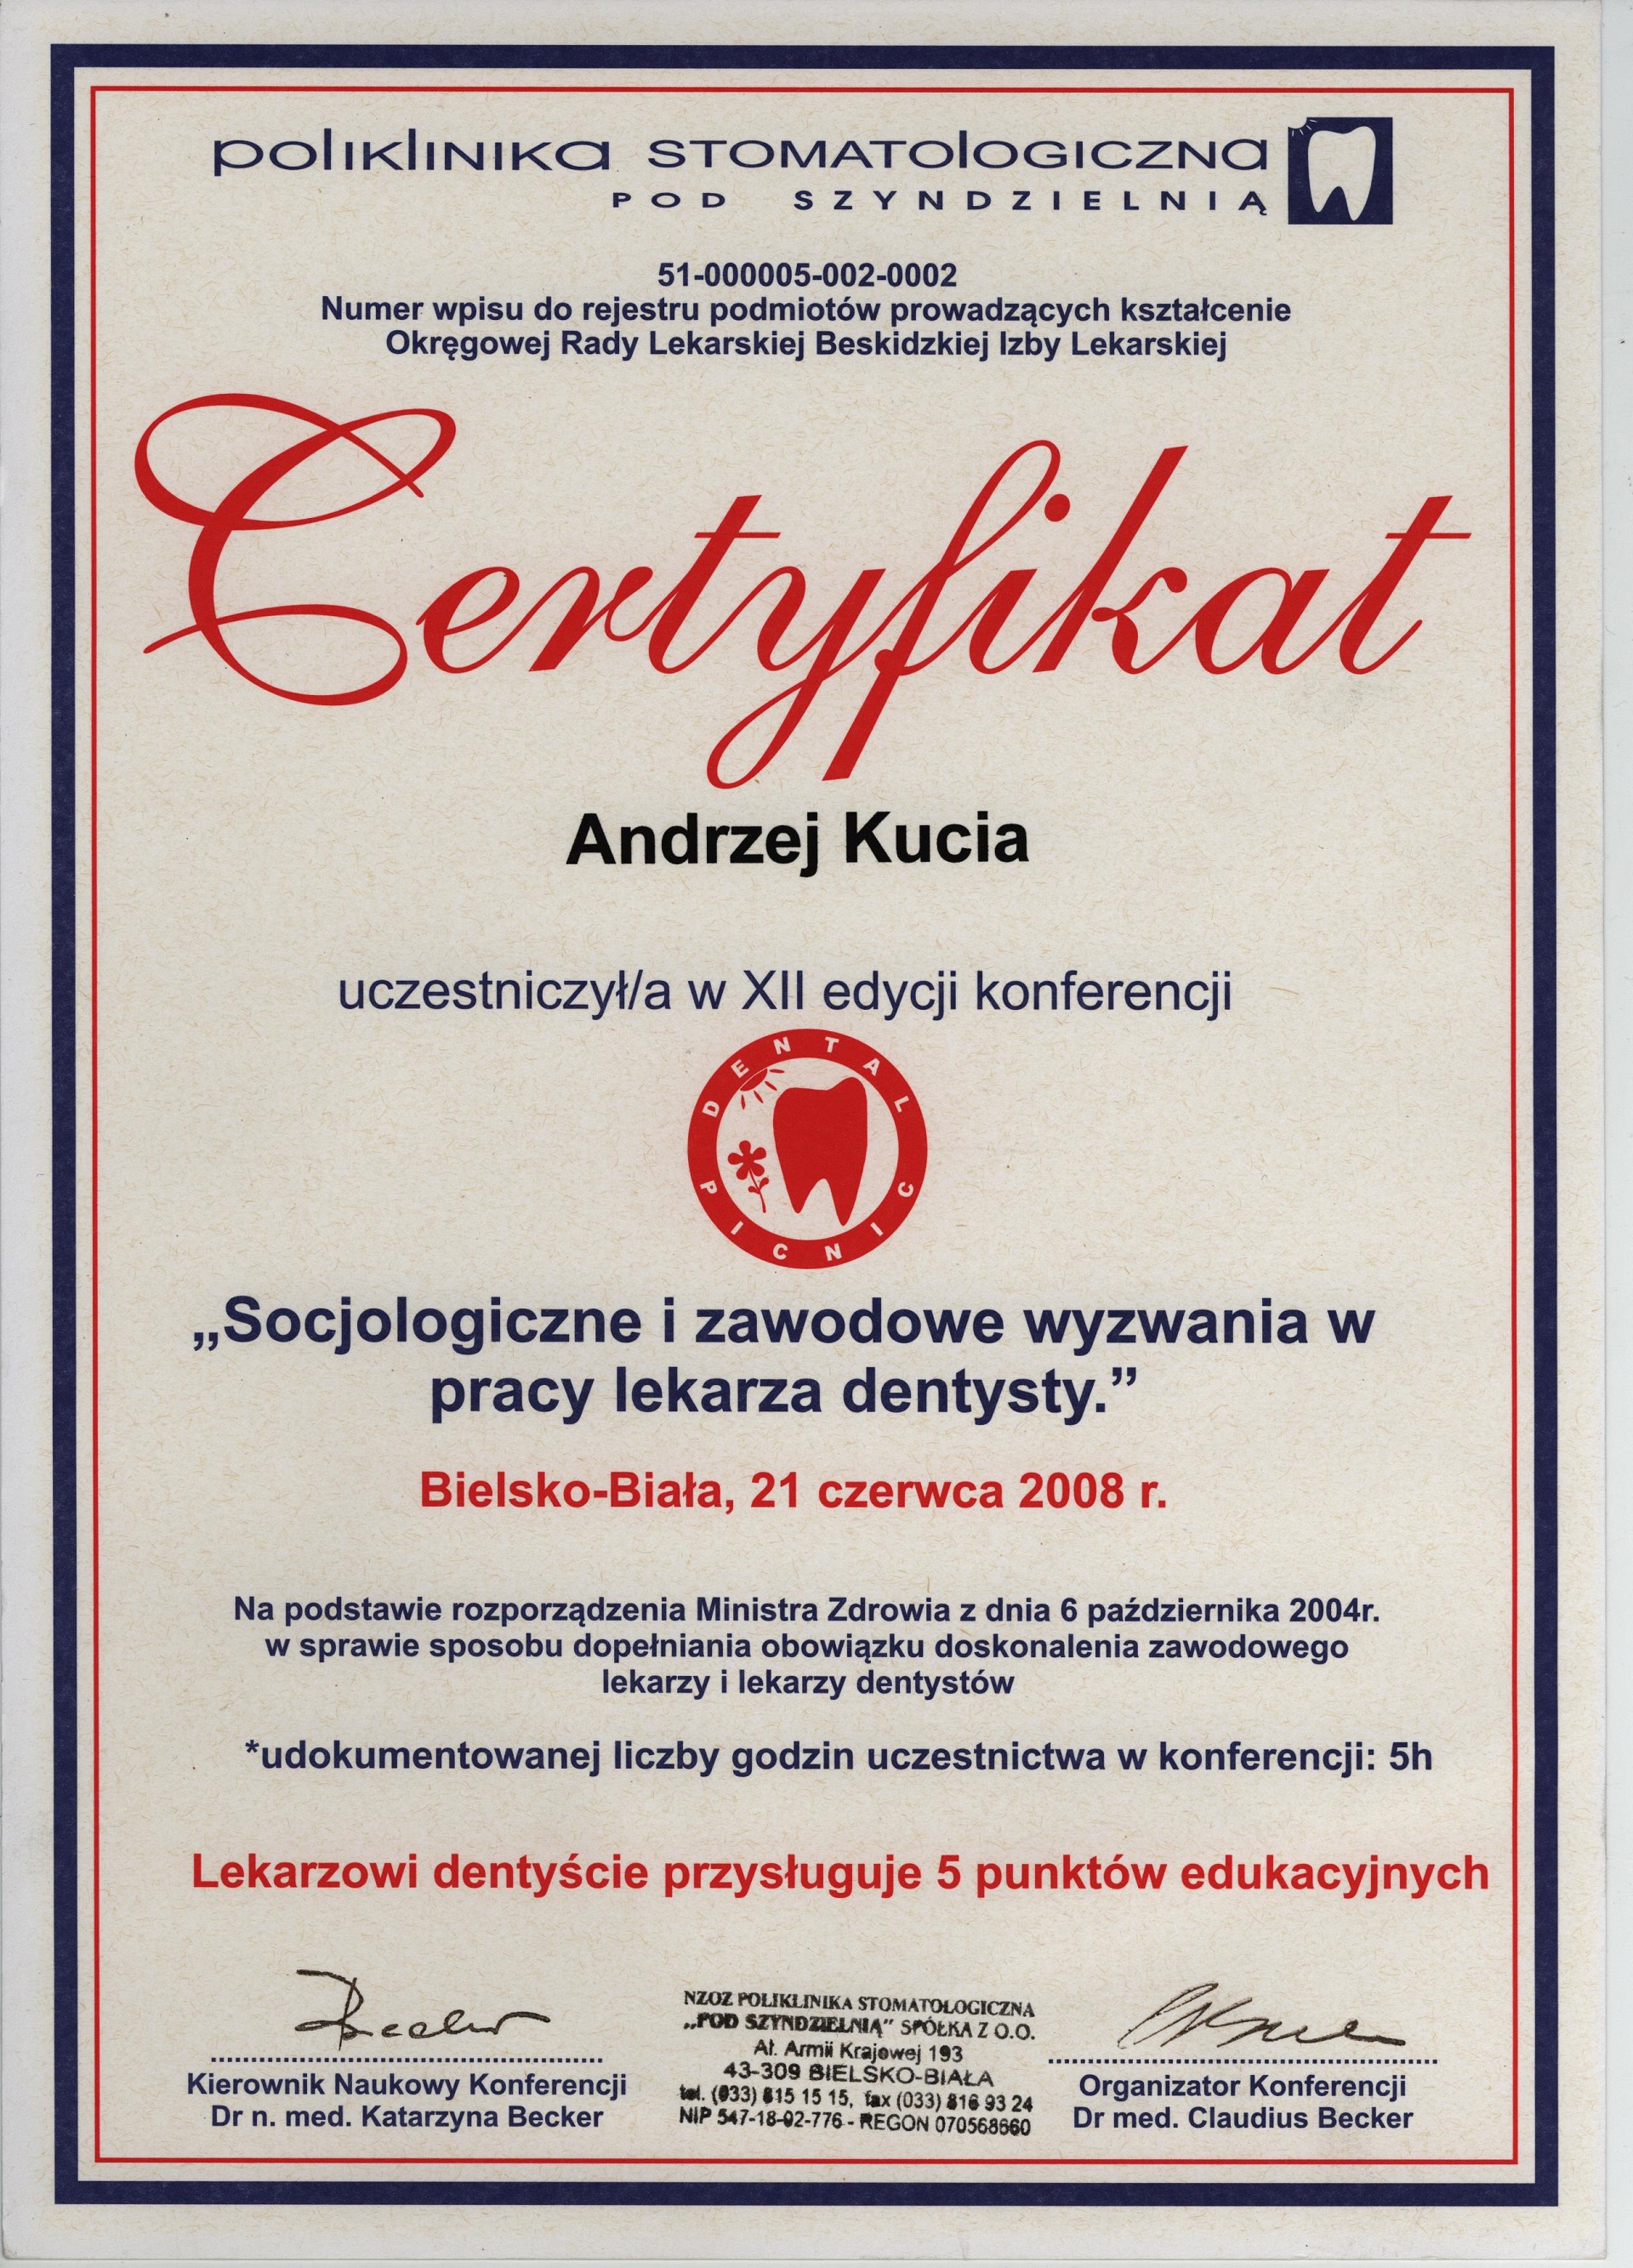 poliklinika STOMATOLOGICZNA
POD SZYNDZIELNIĄ
51-000005-002-0002
Numer wpisu do rejestru podmiotów prowadzących kształcenie
Okręgowej Rady Lekarskiej Beskidzkiej Izby Lekarskiej
Certyfikat
Andrzej Kucia
uczestniczył/a w XII edycji konferencji
DENTAL
PICNIC
„Socjologiczne i zawodowe wyzwania w
pracy lekarza dentysty.”
Bielsko-Biała, 21 czerwca 2008 r.
Na podstawie rozporządzenia Ministra Zdrowia z dnia 6 października 2004r.
w sprawie sposobu dopełniania obowiązku doskonalenia zawodowego
lekarzy i lekarzy dentystów
*udokumentowanej liczby godzin uczestnictwa w konferencji: 5h
Lekarzowi dentyście przysługuje 5 punktów edukacyjnych
Kierownik Naukowy Konferencji
Dr n. med. Katarzyna Becker
NZOZ POLIKLINIKA STOMATOLOGICZNA
„POD SZYNDZIELNIĄ” SPÓŁKA Z O.O.
Al. Armii Krajowej 193
43-309 BIELSKO-BIAŁA
tel. (033) 815 15 15, fax (033) 816 93 24
NIP 547-18-02-776 - REGON 070568660
Organizator Konferencji
Dr med. Claudius Becker